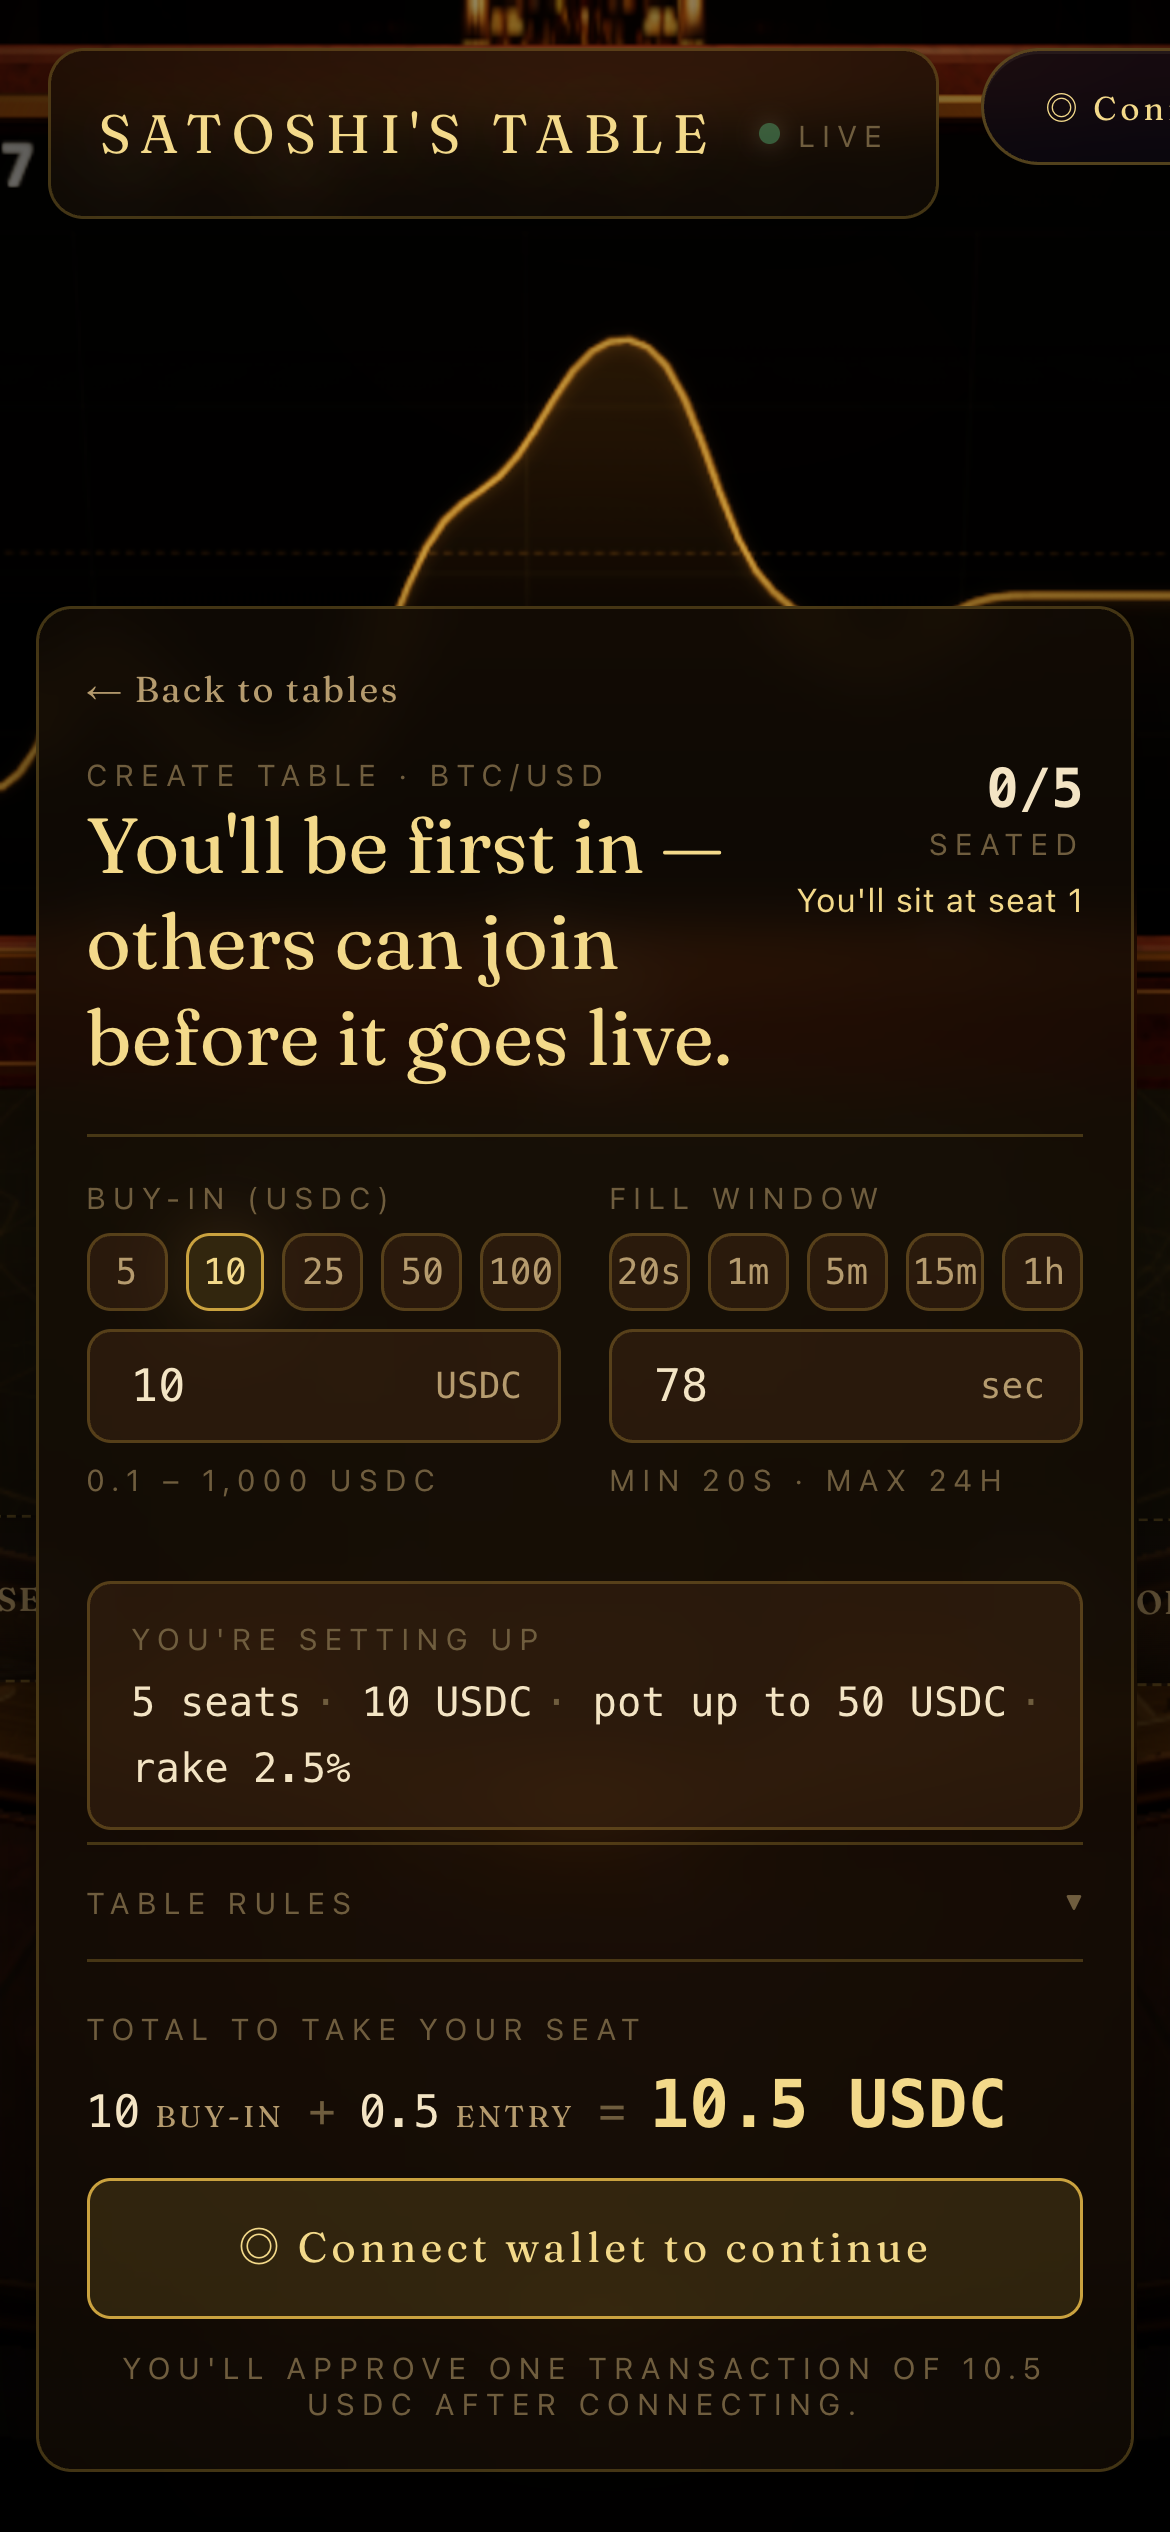 SATOSHI'S TABLE
LIVE
◎ Con
7
← Back to tables
CREATE TABLE · BTC/USD
You'll be first in —
others can join
before it goes live.
0/5
SEATED
You'll sit at seat 1
BUY-IN (USDC)
5 10 25 50 100
10 USDC
0.1 – 1,000 USDC
FILL WINDOW
20s 1m 5m 15m 1h
78 sec
MIN 20S · MAX 24H
SE
YOU'RE SETTING UP
5 seats · 10 USDC · pot up to 50 USDC ·
rake 2.5%
TABLE RULES ▼
TOTAL TO TAKE YOUR SEAT
10 BUY-IN + 0.5 ENTRY = 10.5 USDC
◎ Connect wallet to continue
YOU'LL APPROVE ONE TRANSACTION OF 10.5
USDC AFTER CONNECTING.